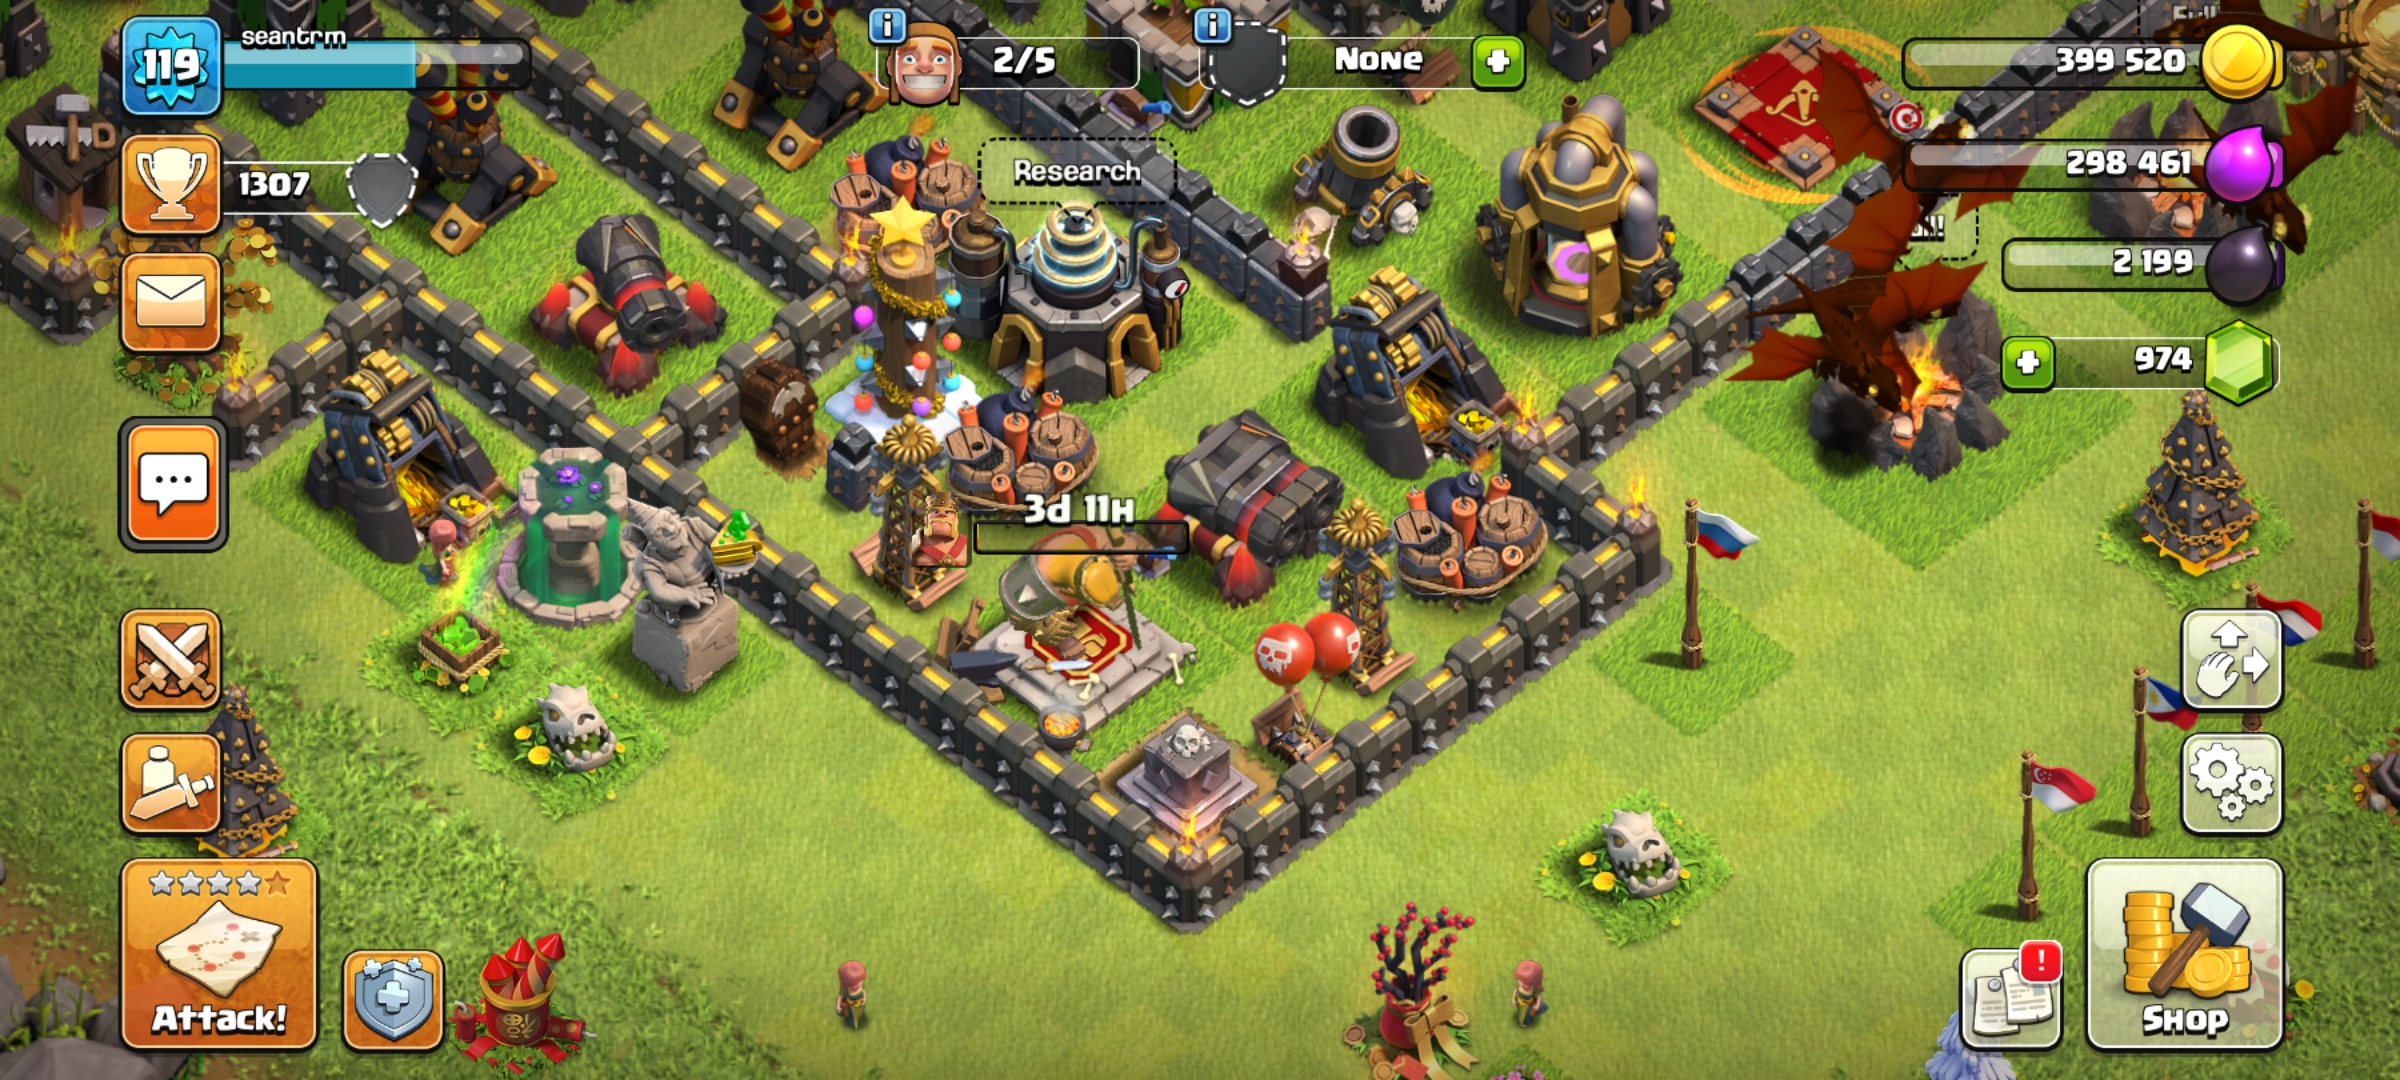 119
seantrm
2/5
None
399 520
1307
Research
298 461
2 199
974
3d 11H
Attack!
Shop